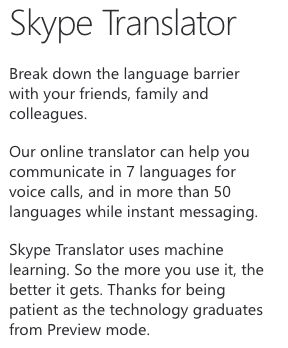 Skype Translator
Break down the language barrier
with your friends, family and
colleagues.
Our online translator can help you
communicate in 7 languages for
voice calls, and in more than 50
languages while instant messaging.
Skype Translator uses machine
learning. So the more you use it, the
better it gets. Thanks for being
patient as the technology graduates
from Preview mode.